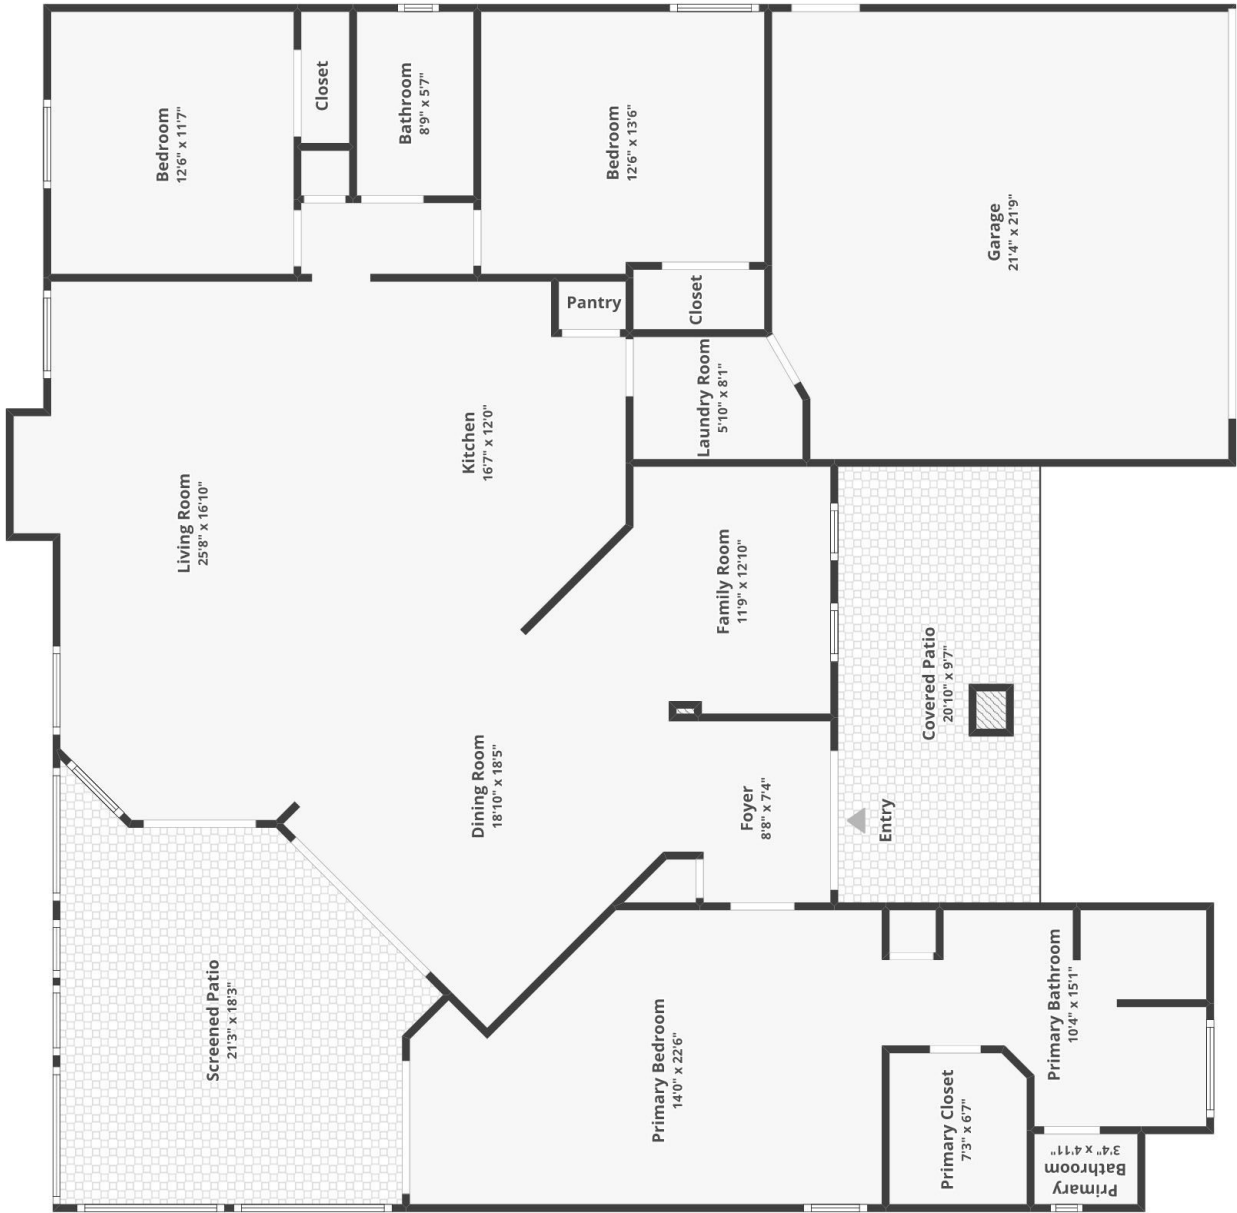 Bedroom
12'6" x 11'7"
Closet
Bathroom
8'9" x 5'7"
Bedroom
12'6" x 13'6"
Garage
21'4" x 21'9"
Pantry
Closet
Laundry Room
5'10" x 8'1"
Kitchen
16'7" x 12'0"
Living Room
25'8" x 16'10"
Family Room
11'9" x 12'10"
Covered Patio
20'10" x 9'7"
Dining Room
18'10" x 18'5"
Foyer
8'8" x 7'4"
Entry
Screened Patio
21'3" x 18'3"
Primary Bedroom
14'0" x 22'6"
Primary Bathroom
10'4" x 15'1"
Primary Closet
7'3" x 6'7"
Primary
Bathroom
3'4" x 4'11"